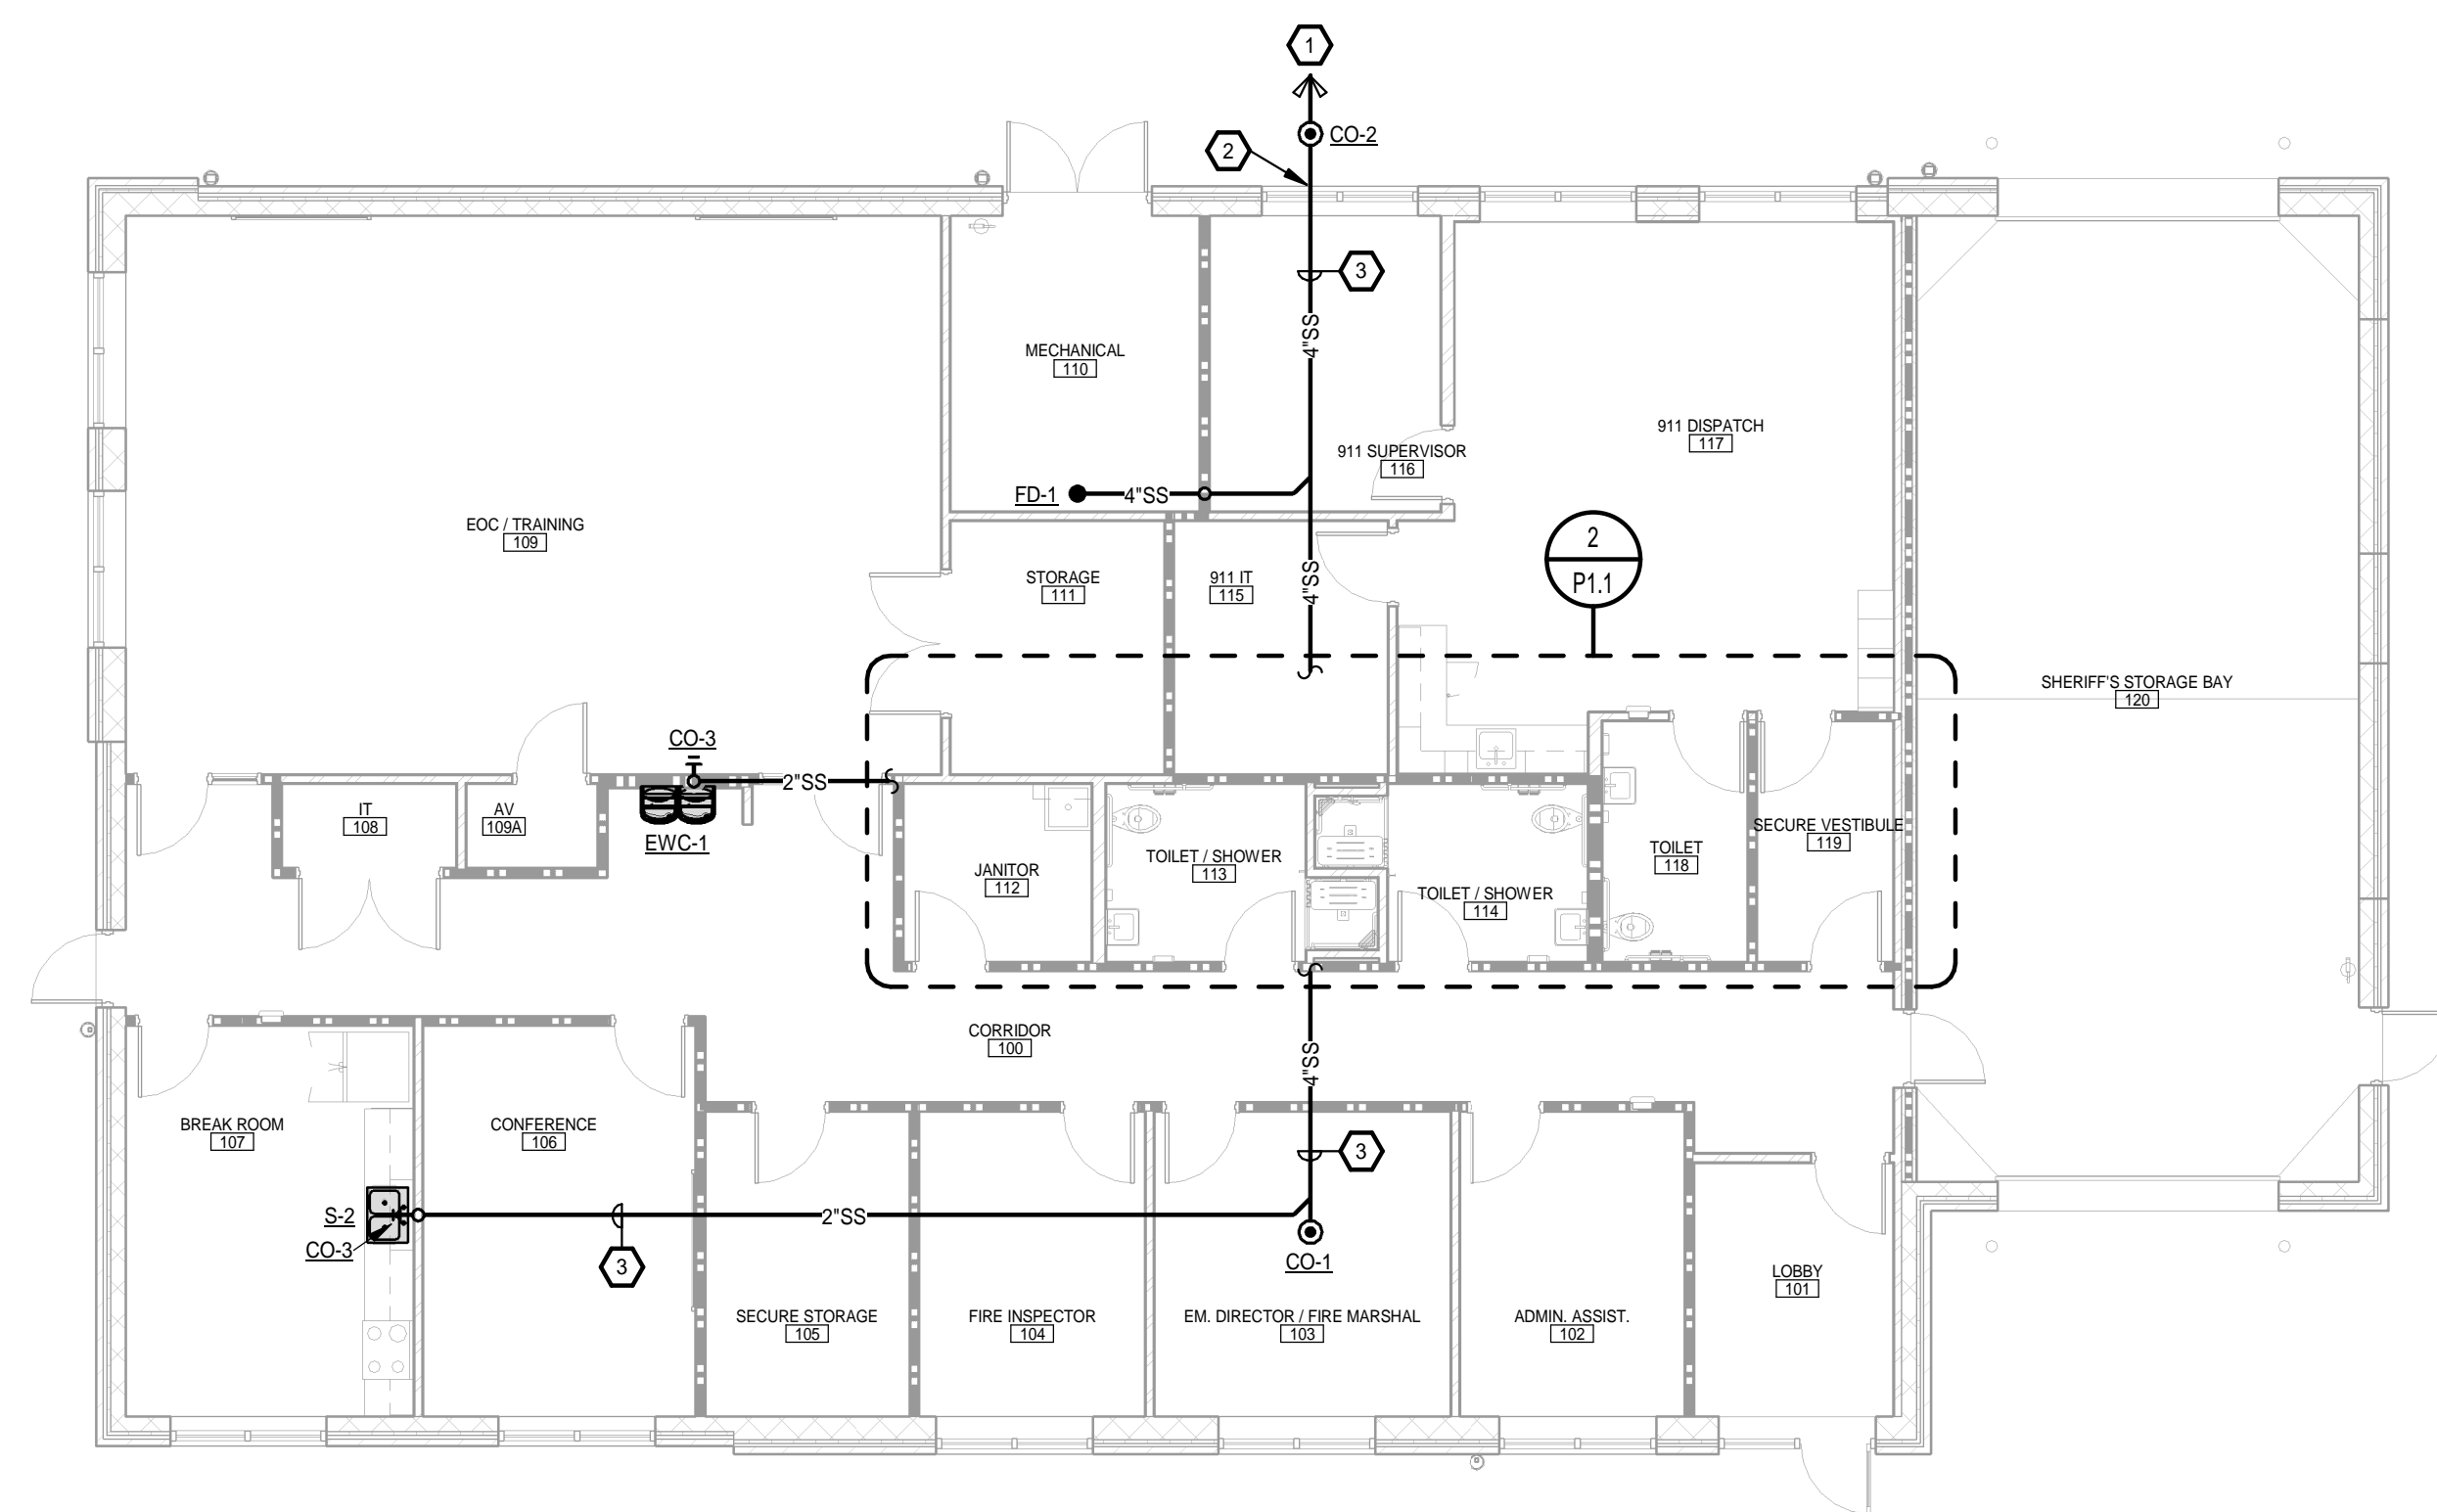 1
CO-2
2
3
4"SS
MECHANICAL
110
911 SUPERVISOR
116
911 DISPATCH
117
FD-1
4"SS
EOC / TRAINING
109
2
P1.1
STORAGE
111
911 IT
115
4"SS
SHERIFF'S STORAGE BAY
120
CO-3
2"SS
EWC-1
IT
108
AV
109A
JANITOR
112
TOILET / SHOWER
113
TOILET / SHOWER
114
TOILET
118
SECURE VESTIBULE
119
CORRIDOR
100
4"SS
BREAK ROOM
107
CONFERENCE
106
3
S-2
CO-3
2"SS
3
CO-1
SECURE STORAGE
105
FIRE INSPECTOR
104
EM. DIRECTOR / FIRE MARSHAL
103
ADMIN. ASSIST.
102
LOBBY
101